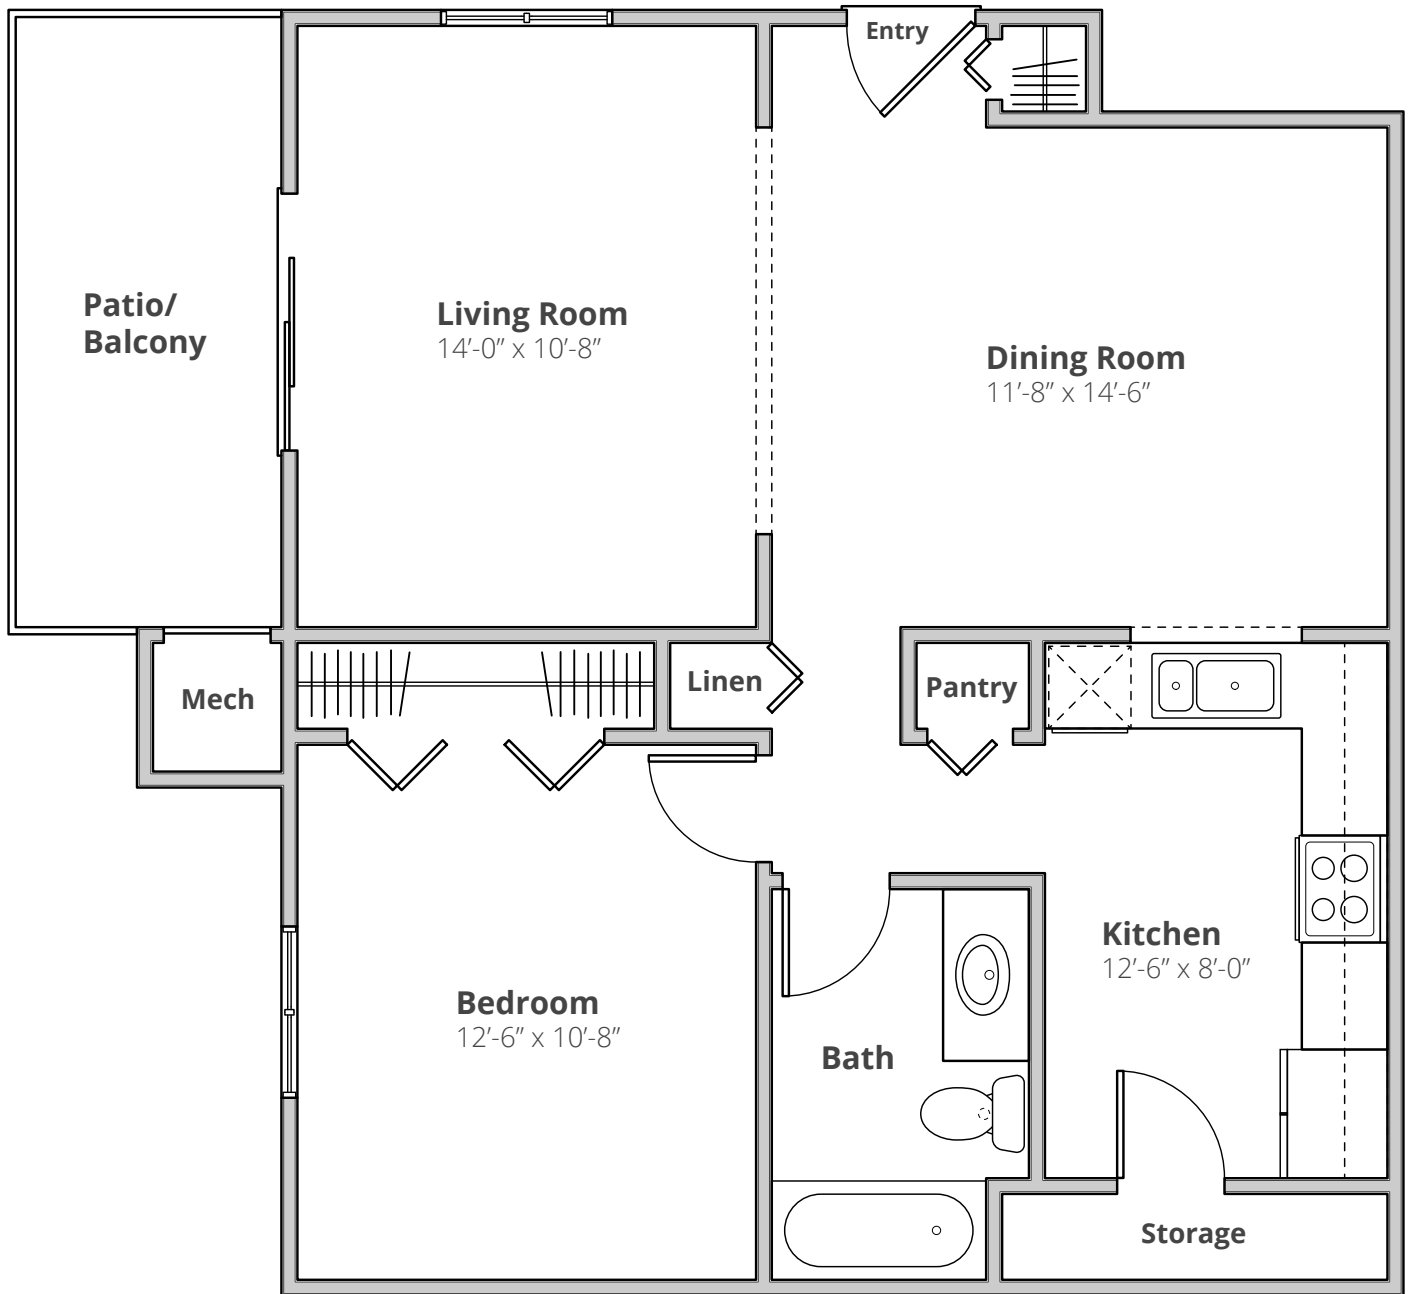 Entry
Patio/
Balcony
Living Room
14’-0” x 10’-8”
Dining Room
11’-8” x 14’-6”
Mech
Linen
Pantry
Kitchen
12’-6” x 8’-0”
Bedroom
12’-6” x 10’-8”
Bath
Storage